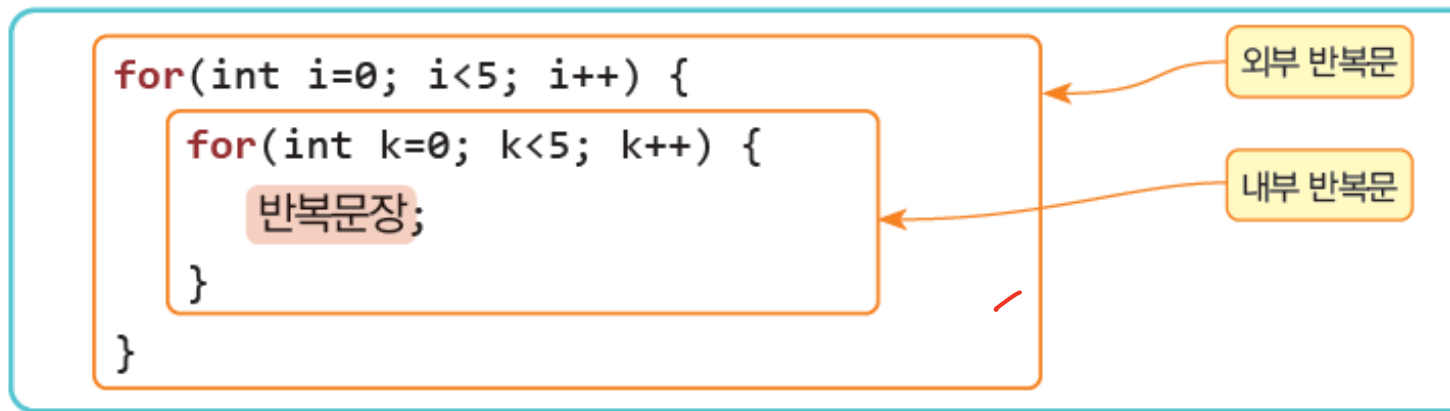 for(int i=0; i<5; i++) {
외부 반복문
for(int k=0; k<5; k++) {
반복문장;
내부 반복문
}
}